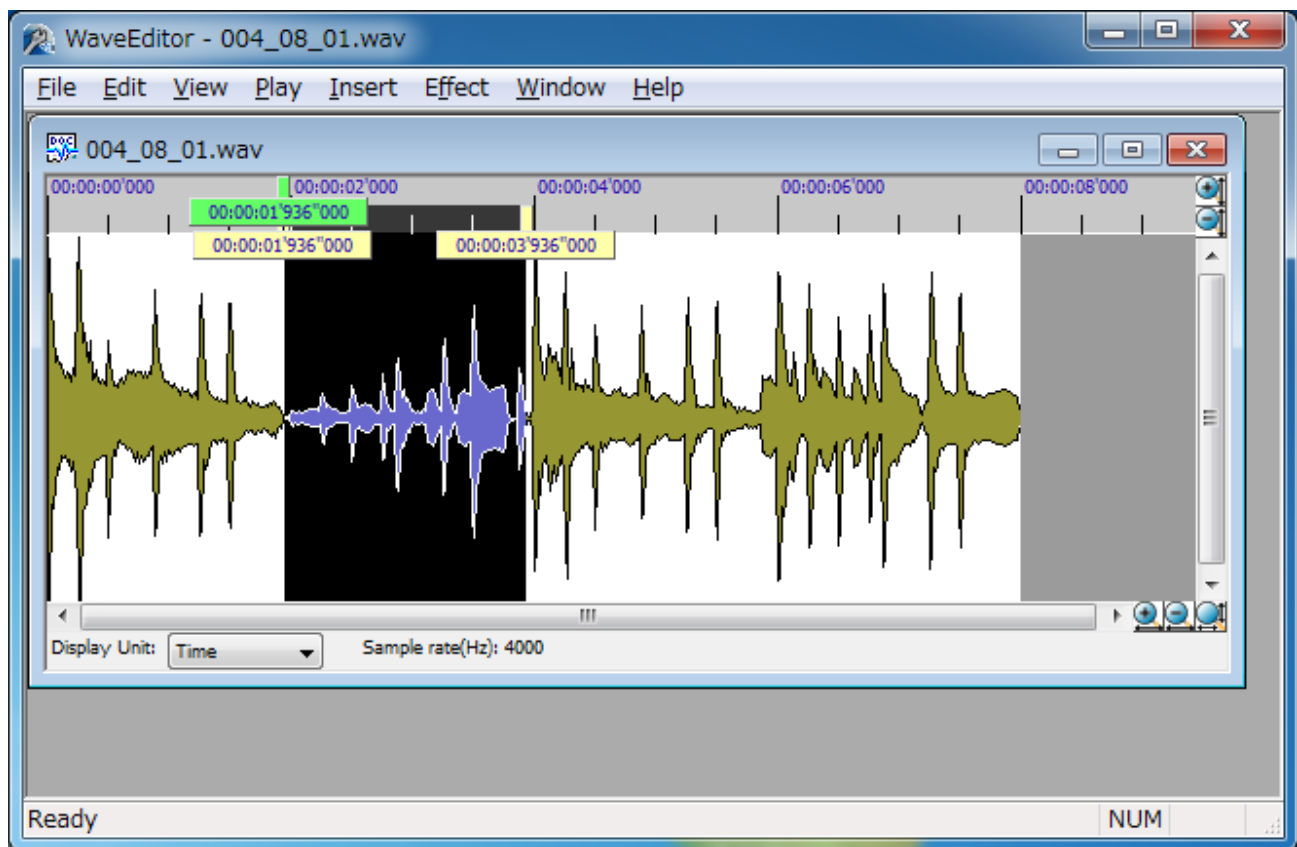 WaveEditor - 004_08_01.wav
File Edit View Play Insert Effect Window Help
004_08_01.wav
00:00:00'000 00:00:02'000 00:00:04'000 00:00:06'000 00:00:08'000
00:00:01'936"000
00:00:01'936"000 00:00:03'936"000
Display Unit: Time Sample rate(Hz): 4000
Ready NUM